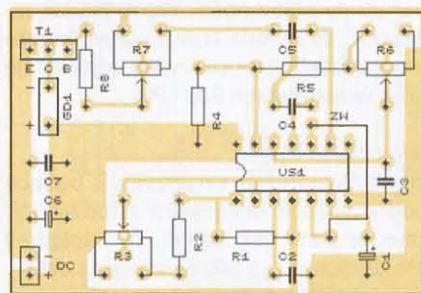 T1
E C B
-
+
GD1
R8
R7
R4
C5
R5
C4
ZW
R6
C7
C6
+
US1
C3
-
+
DC
R3
R2
R1
C2
+
C1